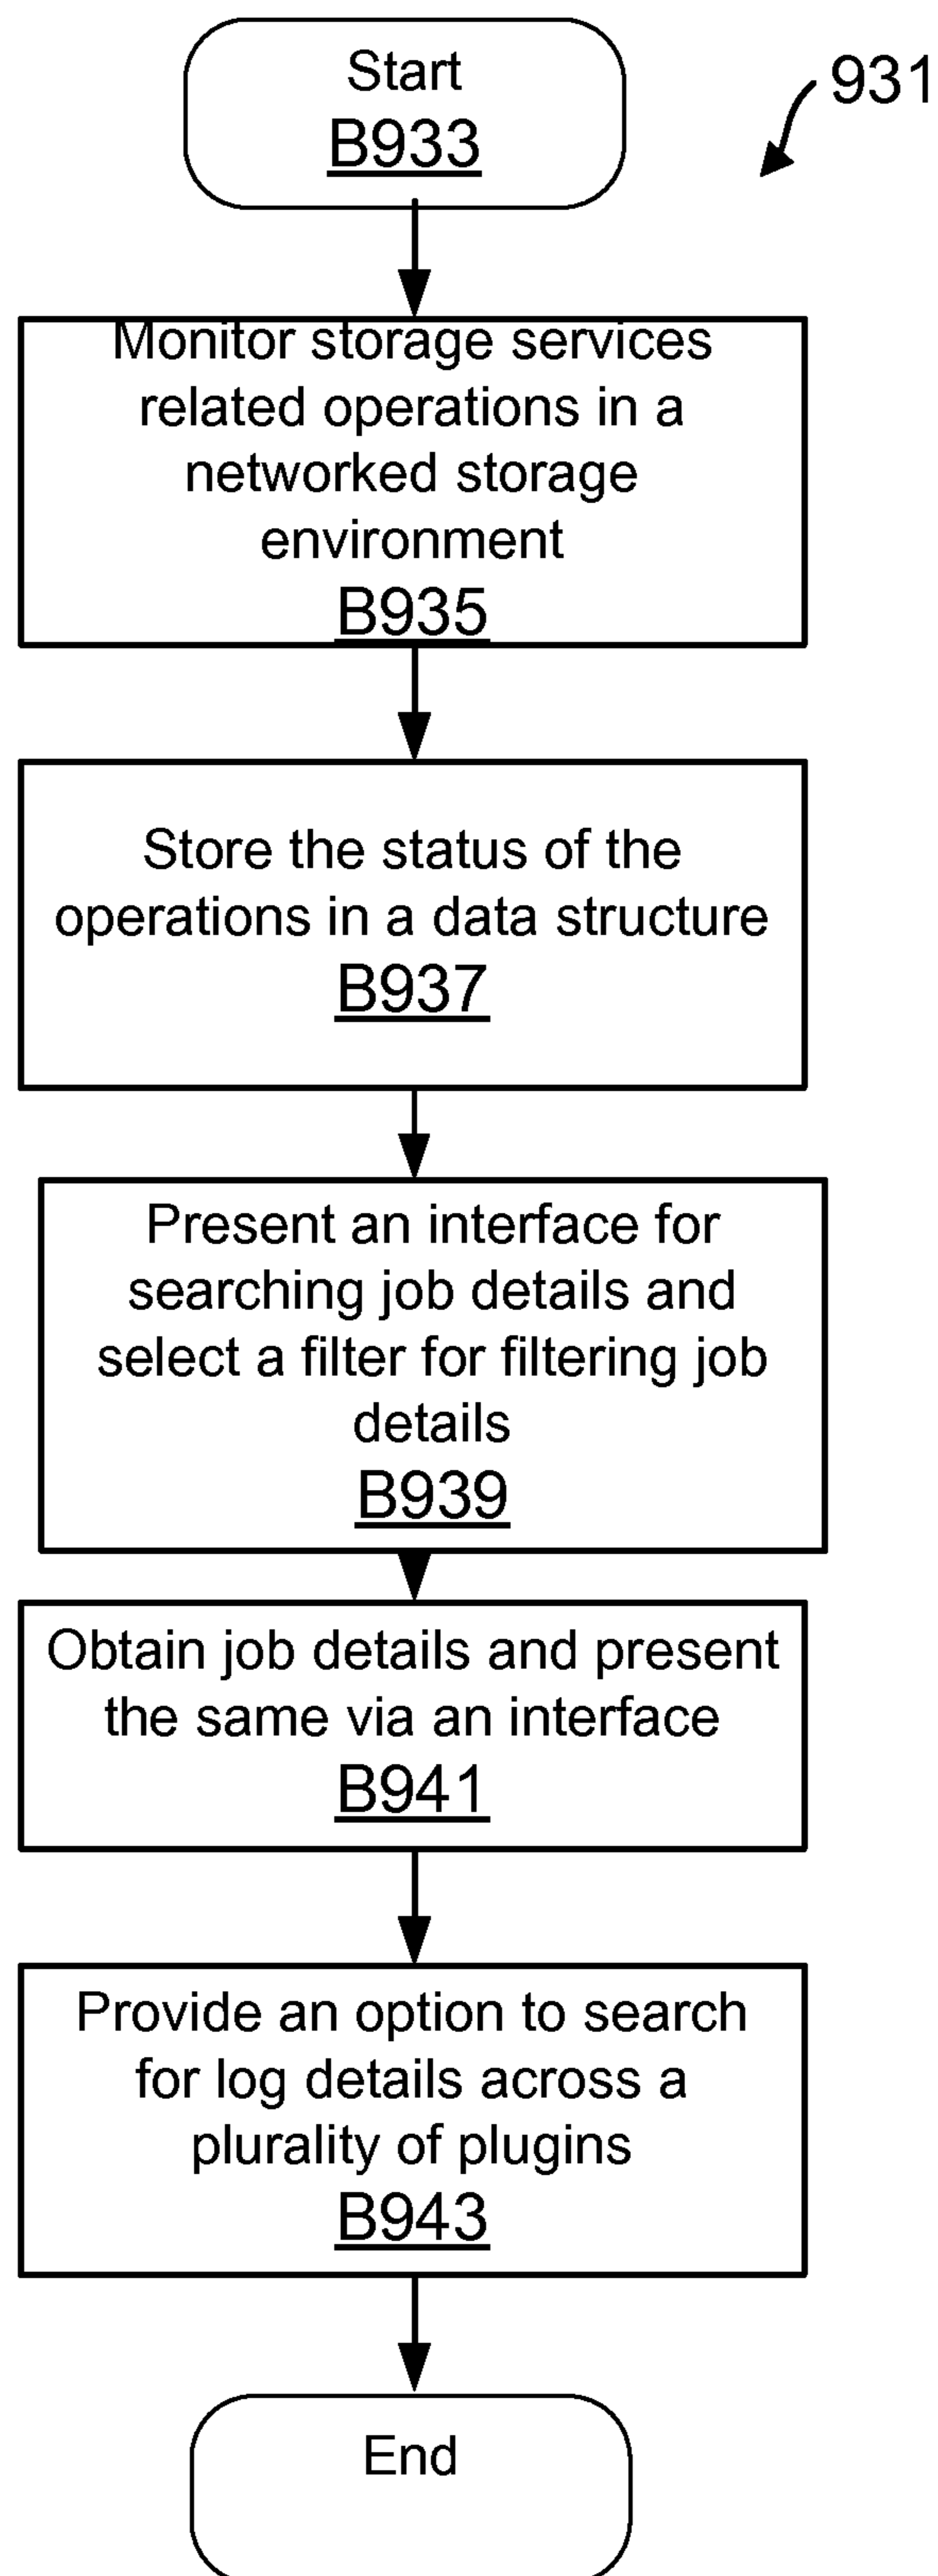 Start
B933
931
Monitor storage services
related operations in a
networked storage
environment
B935
Store the status of the
operations in a data structure
B937
Present an interface for
searching job details and
select a filter for filtering job
details
B939
Obtain job details and present
the same via an interface
B941
Provide an option to search
for log details across a
plurality of plugins
B943
End